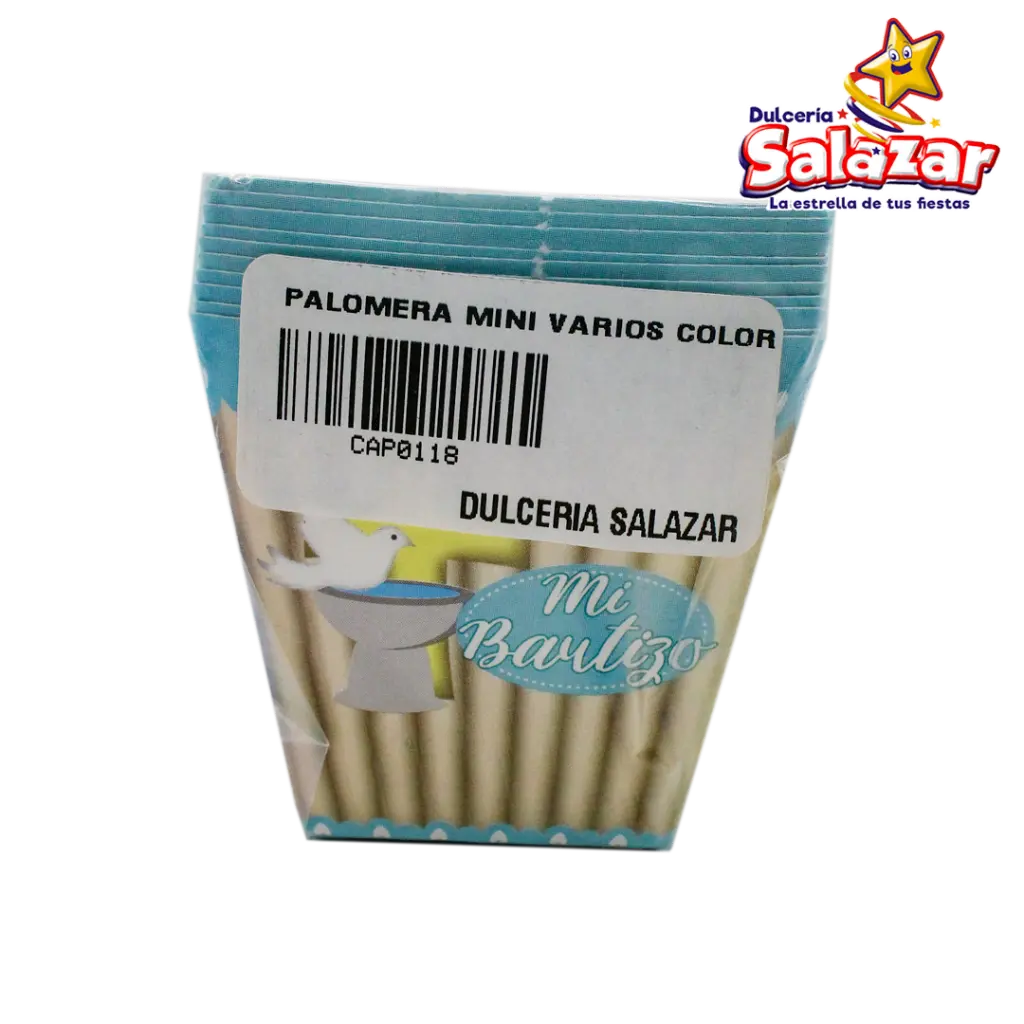 Dulcería
Salazar
La estrella de tus fiestas
PALOMERA MINI VARIOS COLOR
CAP0118
DULCERIA SALAZAR
Mi
Bautizo